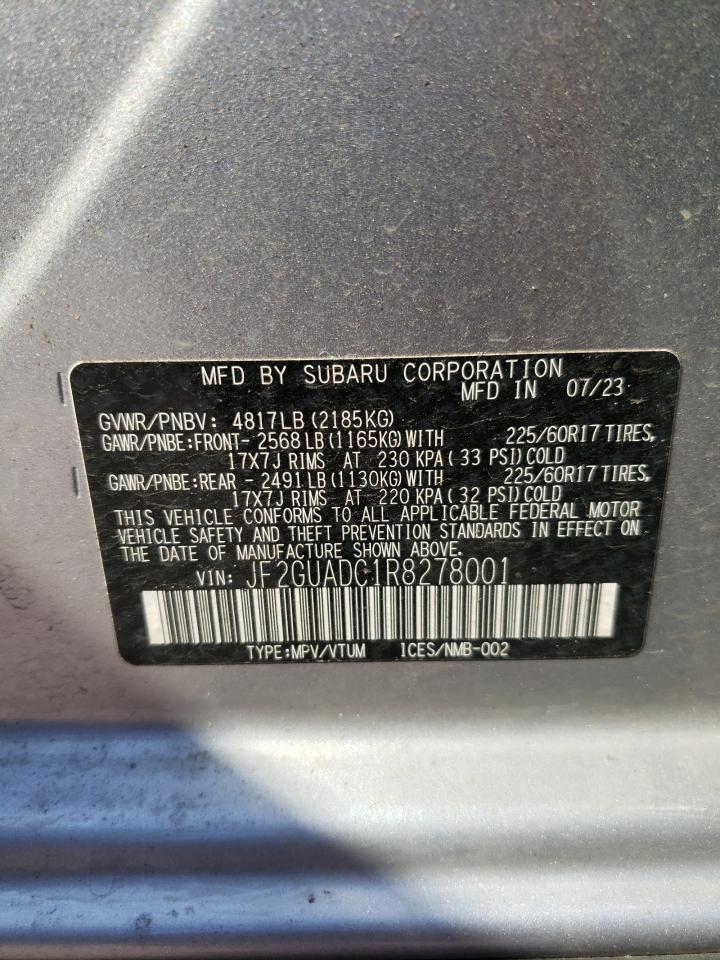 MFD BY SUBARU CORPORATION
MFD IN 07/23
GVWR/PNBV: 4817LB (2185KG)
GAWR/PNBE:FRONT- 2568LB (1165KG) WITH 225/60R17 TIRES,
17X7J RIMS AT 230 KPA ( 33 PSI) COLD
GAWR/PNBE:REAR - 2491LB (1130KG) WITH 225/60R17 TIRES,
17X7J RIMS AT 220 KPA ( 32 PSI) COLD
THIS VEHICLE CONFORMS TO ALL APPLICABLE FEDERAL MOTOR
VEHICLE SAFETY AND THEFT PREVENTION STANDARDS IN EFFECT ON
THE DATE OF MANUFACTURE SHOWN ABOVE.
VIN: JF2GUADC1R8278001
TYPE:MPV/VTUM ICES/NMB-002